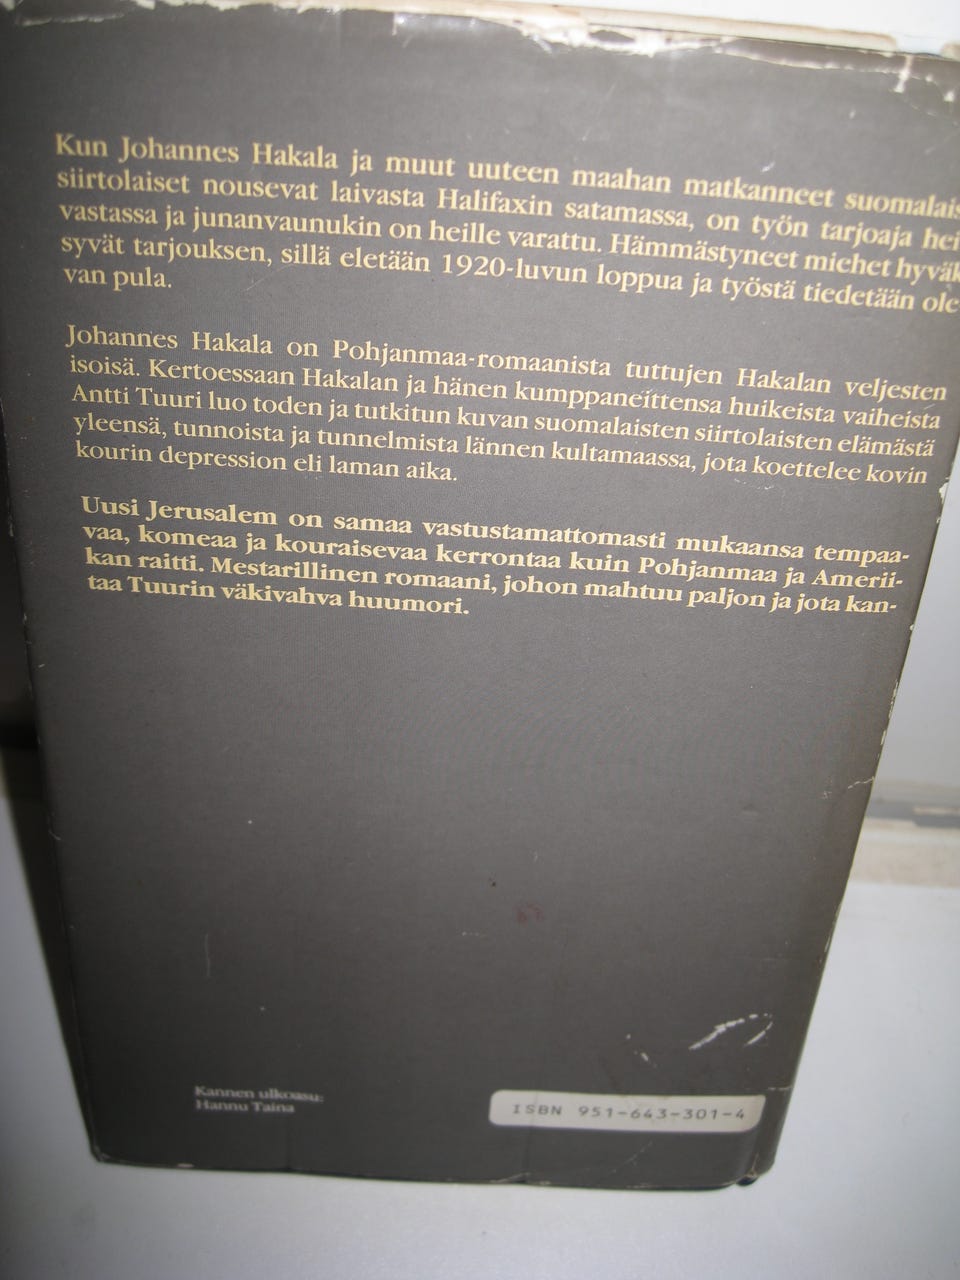 Kun Johannes Hakala ja muut uuteen maahan matkanneet suomalais
siirtolaiset nousevat laivasta Halifaxin satamassa, on työn tarjoaja hei
vastassa ja junanvaunukin on heille varattu. Hämmästyneet miehet hyväk
syvät tarjouksen, sillä eletään 1920-luvun loppua ja työstä tiedetään ole
van pula.
Johannes Hakala on Pohjanmaa-romaanista tuttujen Hakalan veljesten
isoisä. Kertoessaan Hakalan ja hänen kumppaneittensa huikeista vaiheista
Antti Tuuri luo toden ja tutkitun kuvan suomalaisten siirtolaisten elämästä
yleensä, tunnoista ja tunnelmista lännen kultamaassa, jota koettelee kovin
kourin depression eli laman aika.
Uusi Jerusalem on samaa vastustamattomasti mukaansa tempaa-
vaa, komeaa ja kouraisevaa kerrontaa kuin Pohjanmaa ja Amerii-
kan raitti. Mestarillinen romaani, johon mahtuu paljon ja jota kan-
taa Tuurin väkivahva huumori.
Kannen ulkoasu:
Hannu Taina
ISBN 951-643-301-4